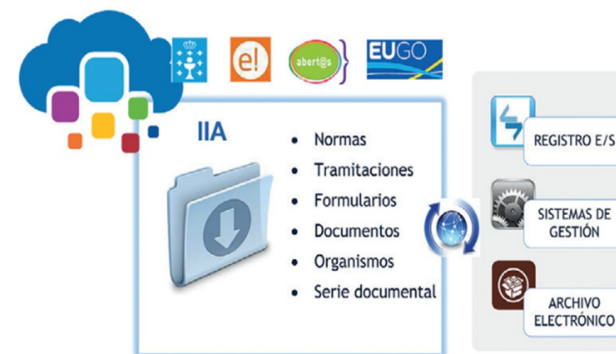 e!
abert@s
EUGO
IIA
• Normas
• Tramitaciones
• Formularios
• Documentos
• Organismos
• Serie documental
REGISTRO E/S
SISTEMAS DE
GESTIÓN
ARCHIVO
ELECTRÓNICO